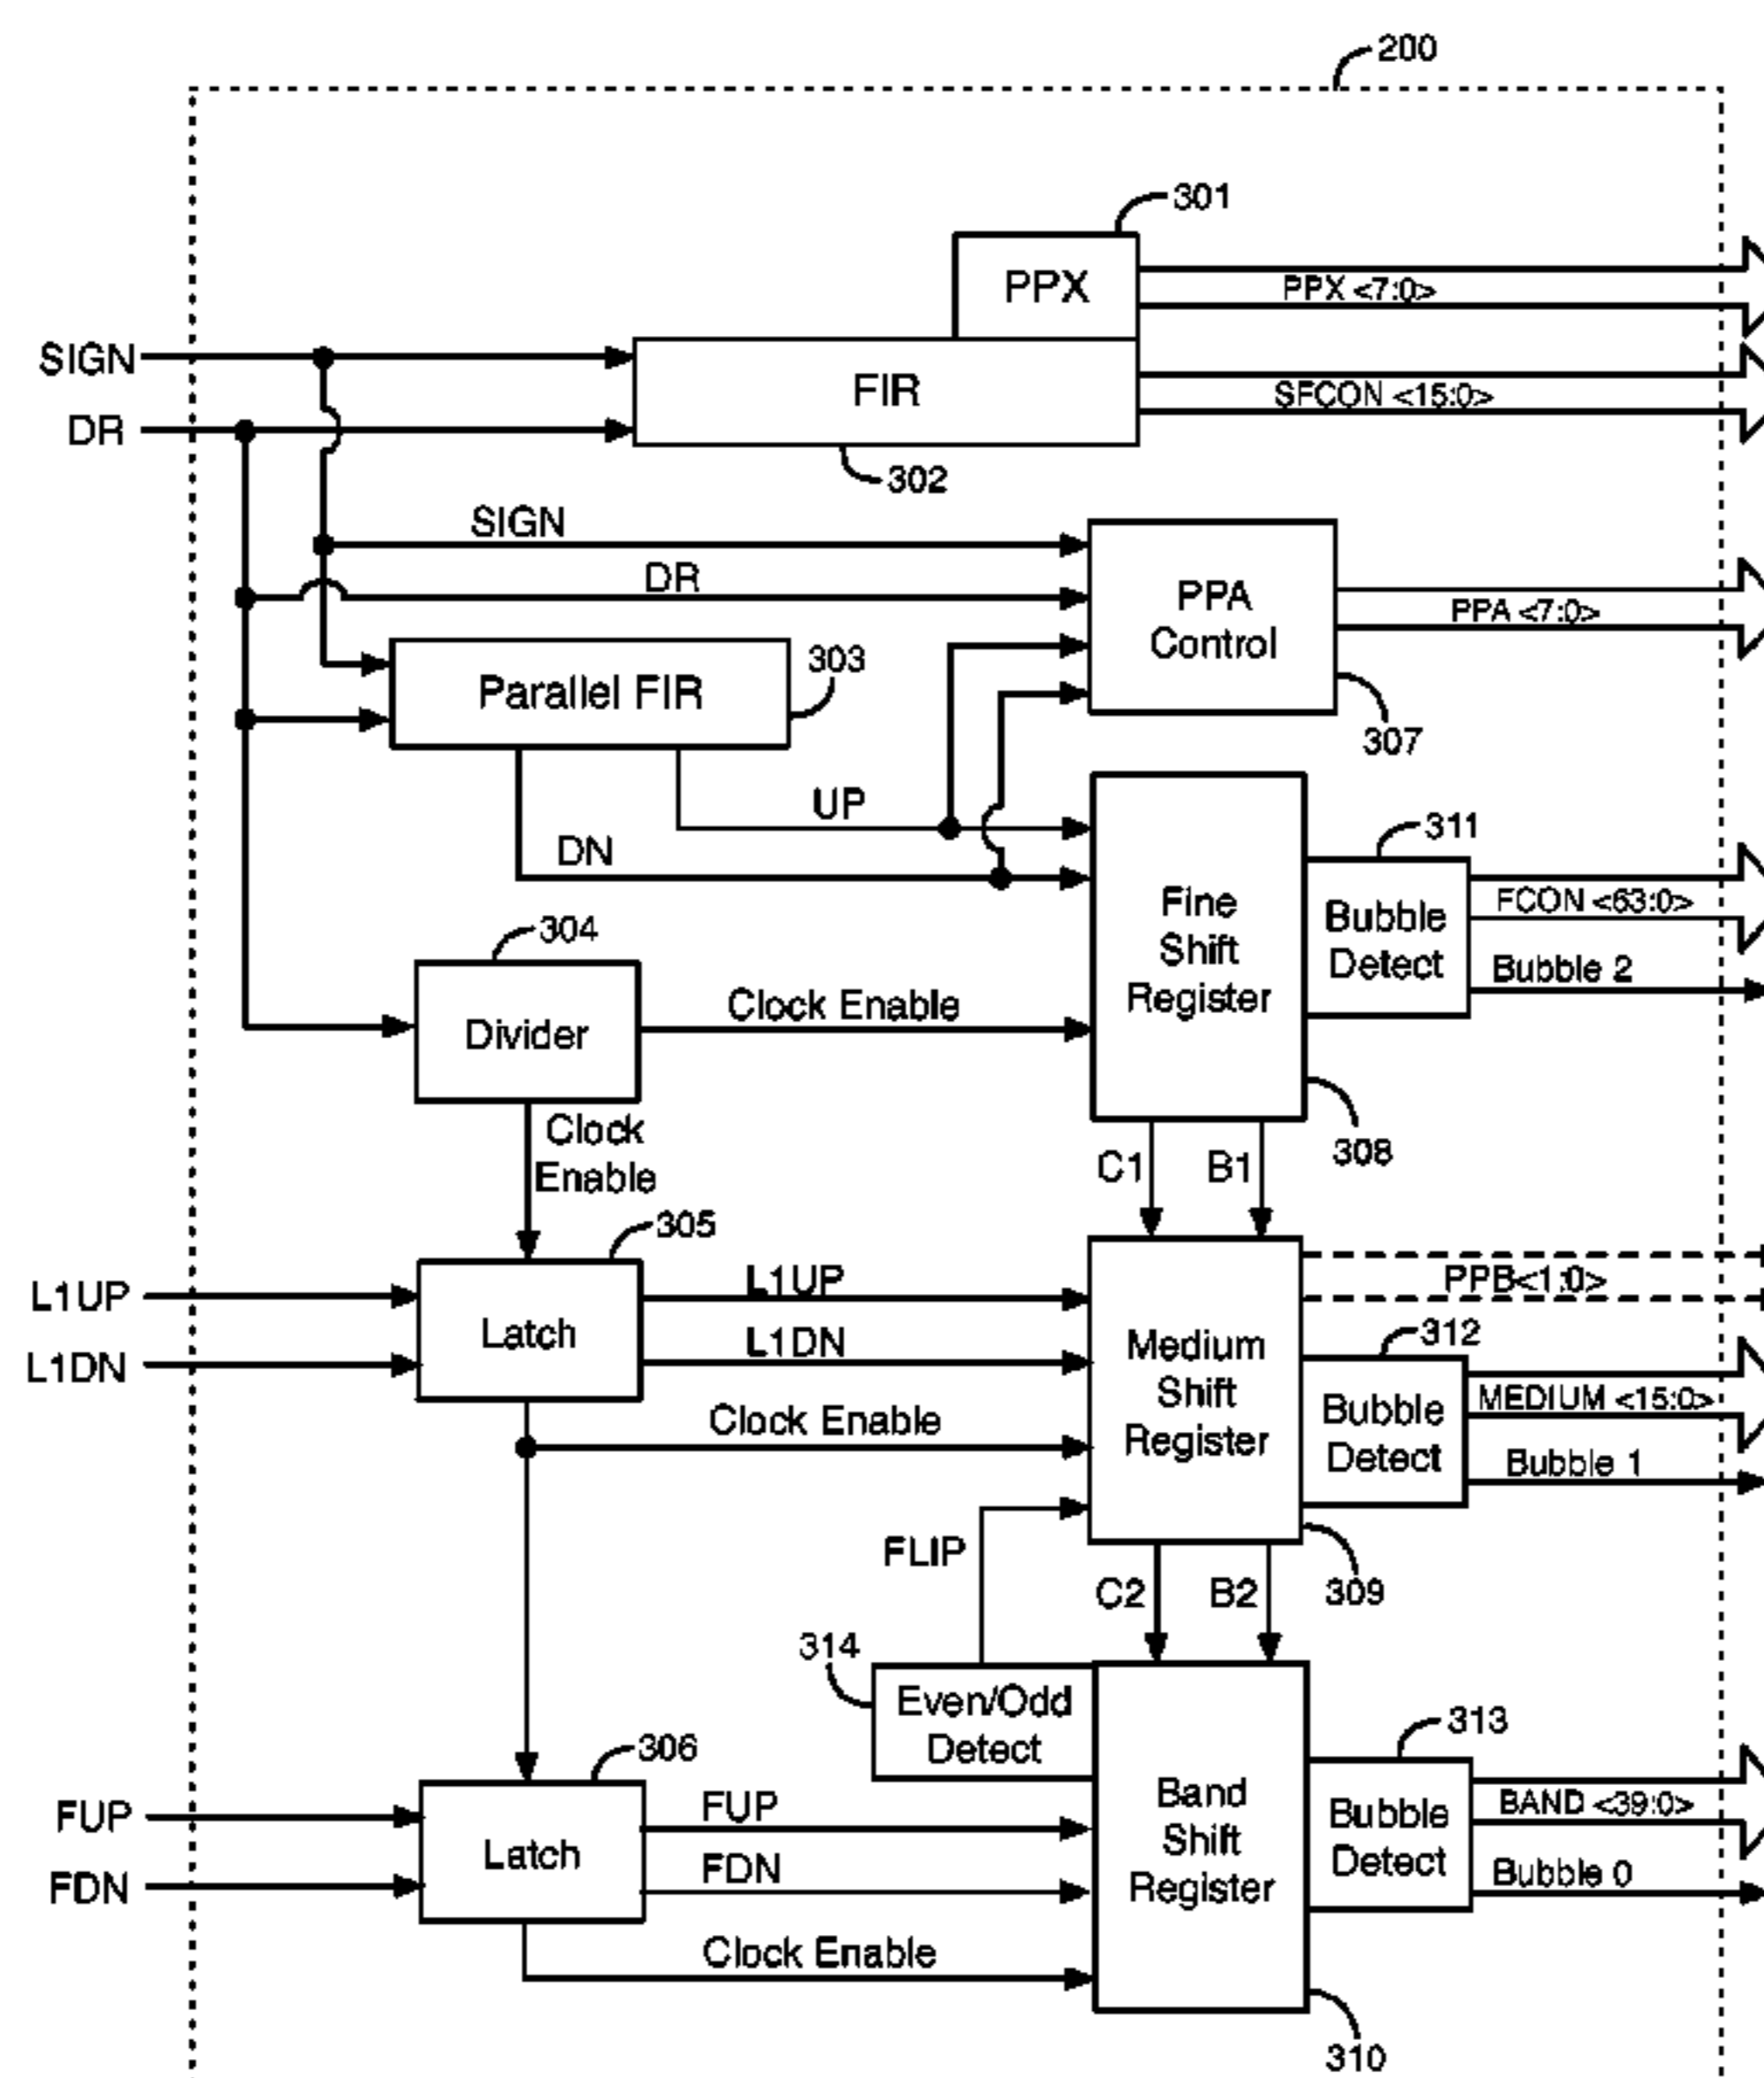 200
301
PPX
PPX <7:0>
SIGN
FIR
SFCON <15:0>
DR
302
SIGN
DR
PPA
Control
PPA <7:0>
303
Parallel FIR
307
UP
311
DN
Fine
Shift
Register
Bubble
Detect
FCON <63:0>
Bubble 2
304
Divider
Clock Enable
Clock
Enable
308
C1
B1
305
L1UP
L1DN
Latch
L1UP
L1DN
Clock Enable
Medium
Shift
Register
PPB<1:0>
312
Bubble
Detect
MEDIUM <15:0>
Bubble 1
FLIP
309
C2
B2
314
Even/Odd
Detect
313
306
FUP
FDN
Latch
FUP
FDN
Clock Enable
Band
Shift
Register
Bubble
Detect
BAND <39:0>
Bubble 0
310